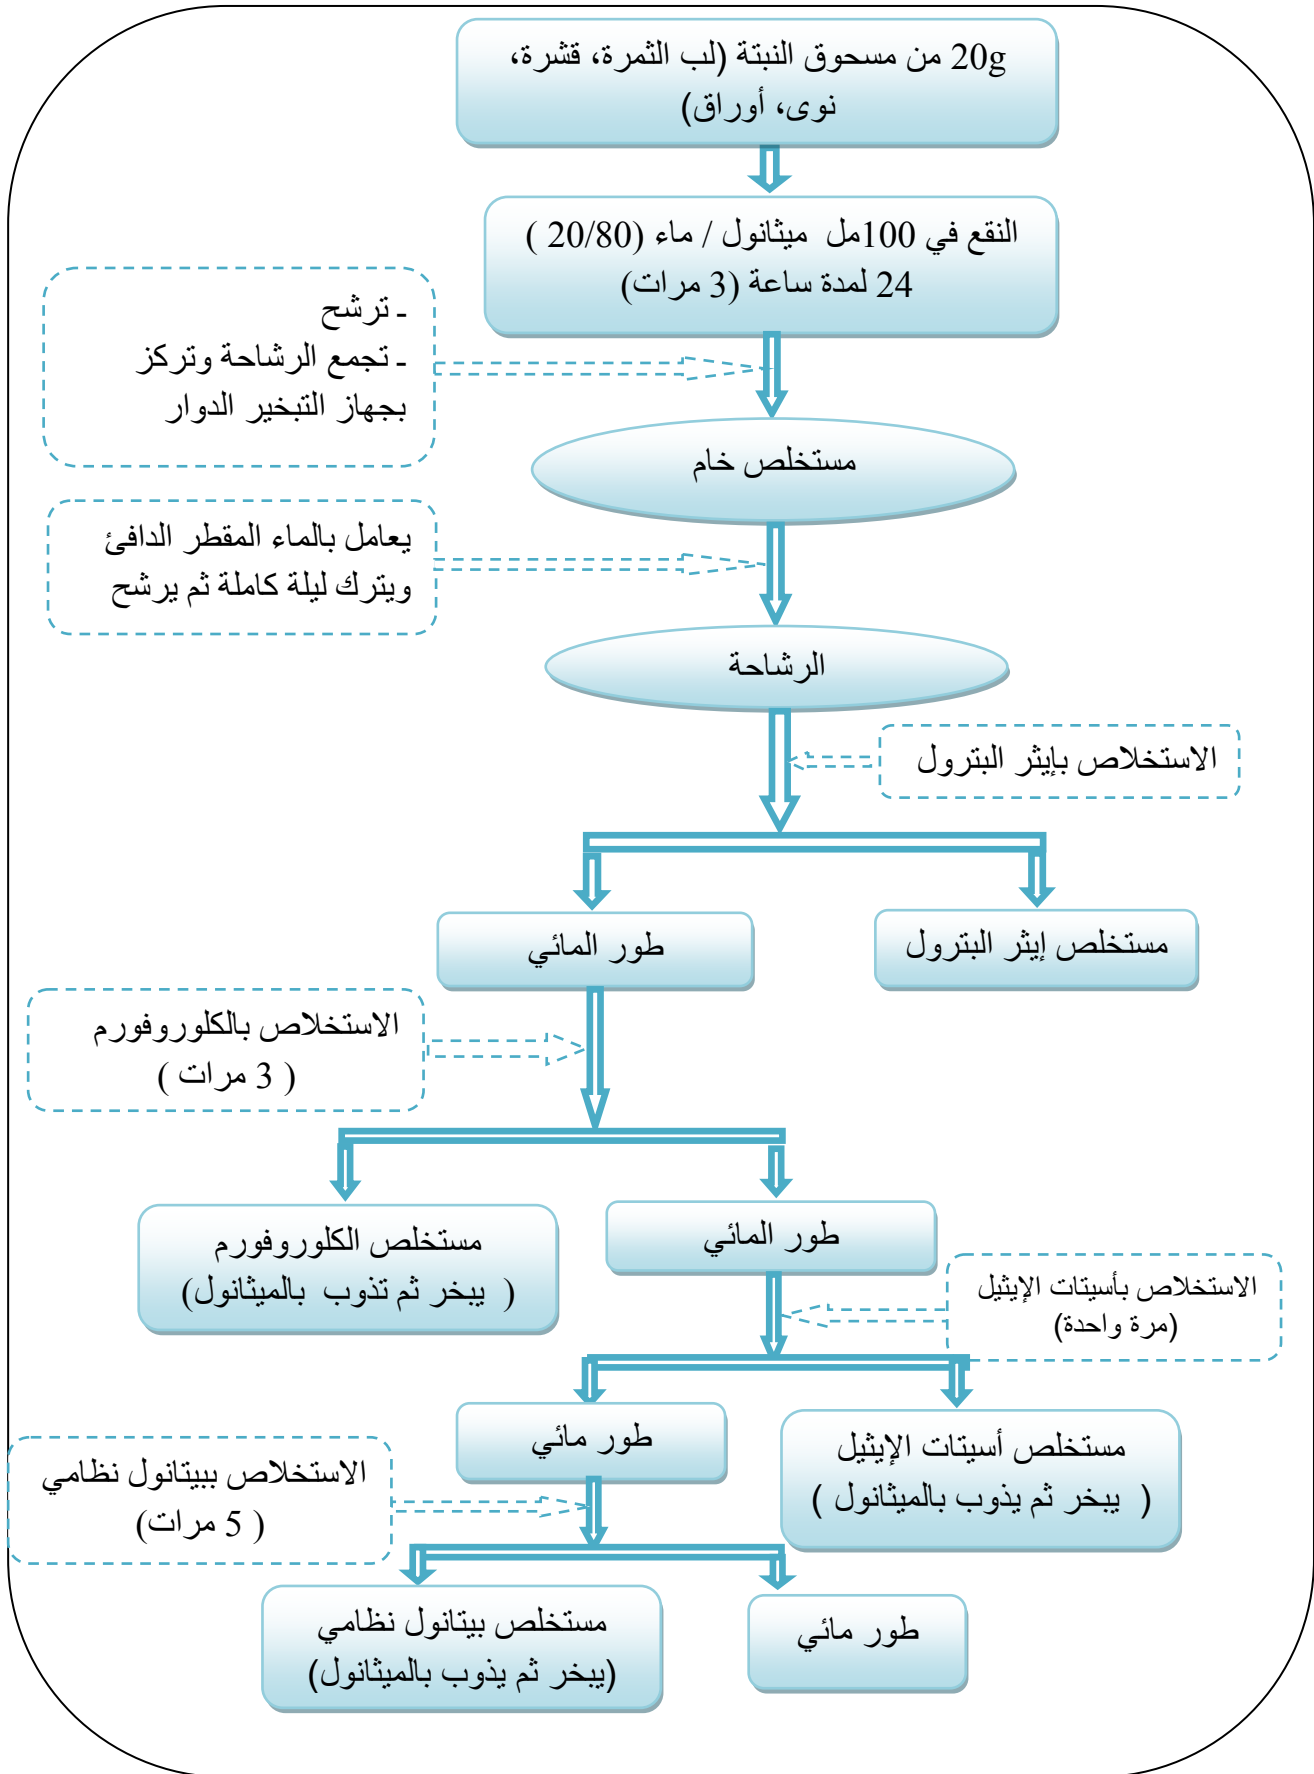 20g من مسحوق النبتة (لب الثمرة، قشرة،
نوى، أوراق)
النقع في 100مل ميثانول / ماء (20/80 )
24 لمدة ساعة (3 مرات)
ـ ترشح
ـ تجمع الرشاحة وتركز
بجهاز التبخير الدوار
مستخلص خام
يعامل بالماء المقطر الدافئ
ويترك ليلة كاملة ثم يرشح
الرشاحة
الاستخلاص بإيثر البترول
مستخلص إيثر البترول
طور المائي
الاستخلاص بالكلوروفورم
( 3 مرات )
طور المائي
مستخلص الكلوروفورم
( يبخر ثم تذوب بالميثانول)
الاستخلاص بأسيتات الإيثيل
(مرة واحدة)
مستخلص أسيتات الإيثيل
( يبخر ثم يذوب بالميثانول )
طور مائي
الاستخلاص ببيتانول نظامي
( 5 مرات)
طور مائي
مستخلص بيتانول نظامي
(يبخر ثم يذوب بالميثانول)